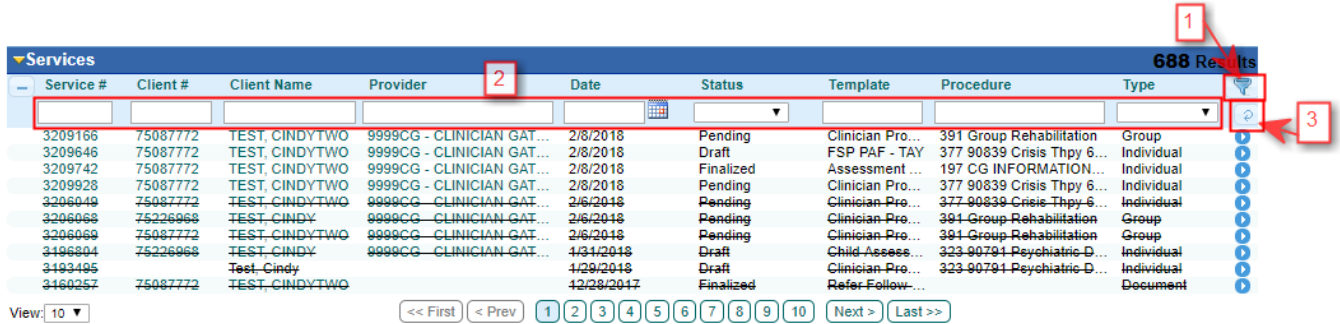 1
Services 688 Results
Service # Client # Client Name Provider 2 Date Status Template Procedure Type
3
3209166 75087772 TEST, CINDYTWO 9999CG - CLINICIAN GAT... 2/8/2018 Pending Clinician Pro... 391 Group Rehabilitation Group
3209646 75087772 TEST, CINDYTWO 9999CG - CLINICIAN GAT... 2/8/2018 Draft FSP PAF - TAY 377 90839 Crisis Thpy 6... Individual
3209742 75087772 TEST, CINDYTWO 9999CG - CLINICIAN GAT... 2/8/2018 Finalized Assessment ... 197 CG INFORMATION... Individual
3209928 75087772 TEST, CINDYTWO 9999CG - CLINICIAN GAT... 2/8/2018 Pending Clinician Pro... 377 90839 Crisis Thpy 6... Individual
3206049 75087772 TEST, CINDYTWO 9999CG - CLINICIAN GAT... 2/6/2018 Pending Clinician Pro... 377 90839 Crisis Thpy 6... Individual
3206068 75226968 TEST, CINDY 9999CG - CLINICIAN GAT... 2/6/2018 Pending Clinician Pro... 391 Group Rehabilitation Group
3206069 75087772 TEST, CINDYTWO 9999CG - CLINICIAN GAT... 2/6/2018 Pending Clinician Pro... 391 Group Rehabilitation Group
3196804 75226968 TEST, CINDY 9999CG - CLINICIAN GAT... 1/31/2018 Draft Child Assess... 323 90791 Psychiatric D... Individual
3193495 Test, Cindy 1/29/2018 Draft Clinician Pro... 323 90791 Psychiatric D... Individual
3160257 75087772 TEST, CINDYTWO 12/28/2017 Finalized Refer Follow-... Document
View: 10 << First < Prev 1 2 3 4 5 6 7 8 9 10 Next > Last >>